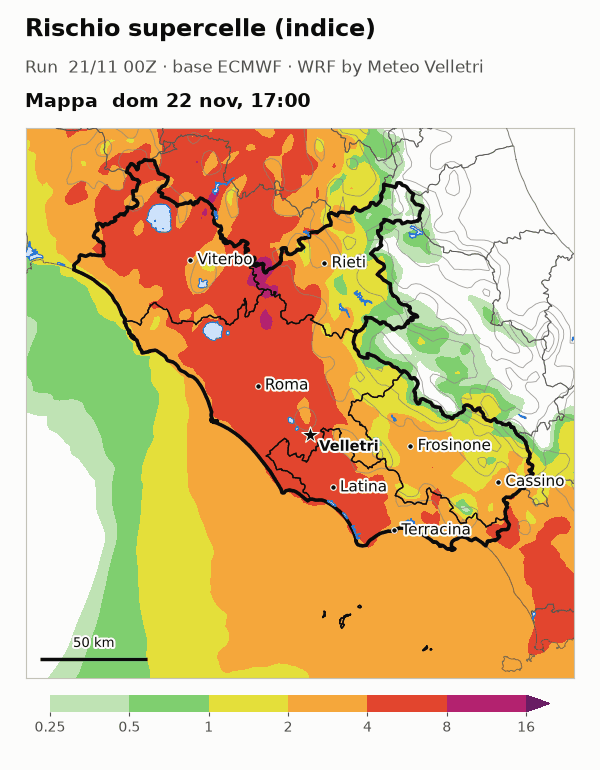 Rischio supercelle (indice)
Run  21/11 00Z · base ECMWF · WRF by Meteo Velletri
Mappa  dom 22 nov, 17:00
Viterbo
Rieti
Roma
Velletri
Frosinone
Cassino
Latina
Terracina
50 km
0.25 0.5 1 2 4 8 16